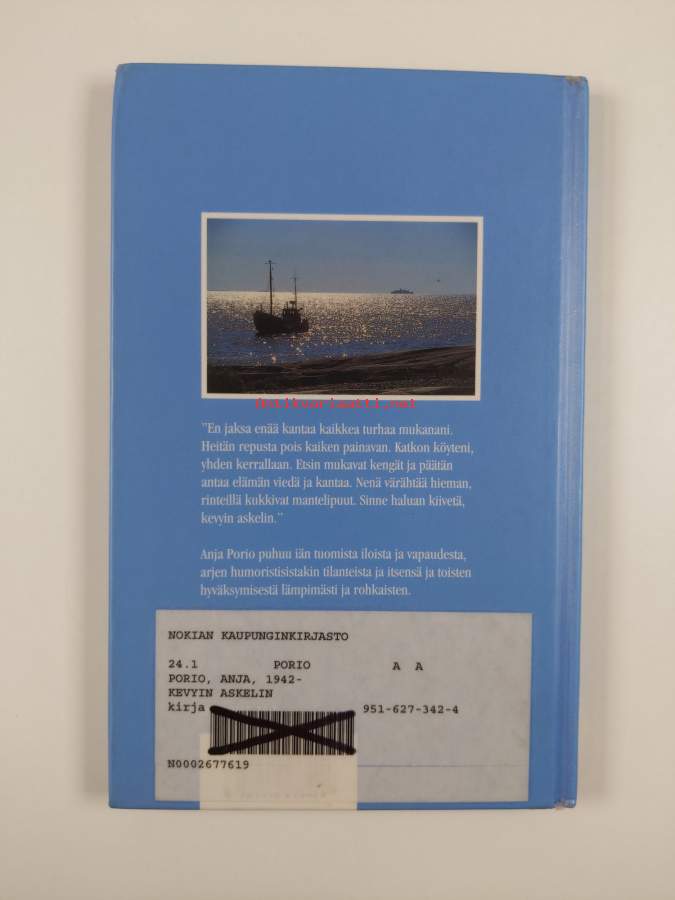 antikvariaatti.net
"En jaksa enää kantaa kaikkea turhaa mukanani.
Heitän repusta pois kaiken painavan. Katkon köyteni,
yhden kerrallaan. Etsin mukavat kengät ja päätän
antaa elämän viedä ja kantaa. Nenä värähtää hieman,
rinteillä kukkivat mantelipuut. Sinne haluan kiivetä,
kevyin askelin."
Anja Porio puhuu iän tuomista iloista ja vapaudesta,
arjen humoristisistakin tilanteista ja itsensä ja toisten
hyväksymisestä lämpimästi ja rohkaisten.
NOKIAN KAUPUNGINKIRJASTO
24.1 PORIO A A
PORIO, ANJA, 1942-
KEVYIN ASKELIN
kirja 951-627-342-4
N0002677619